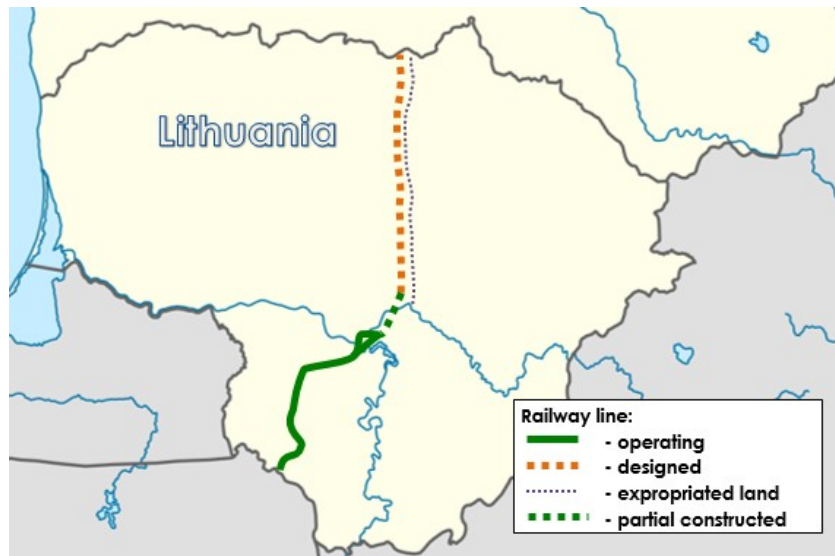 Lithuania
Railway line:
- operating
- designed
- expropriated land
- partial constructed